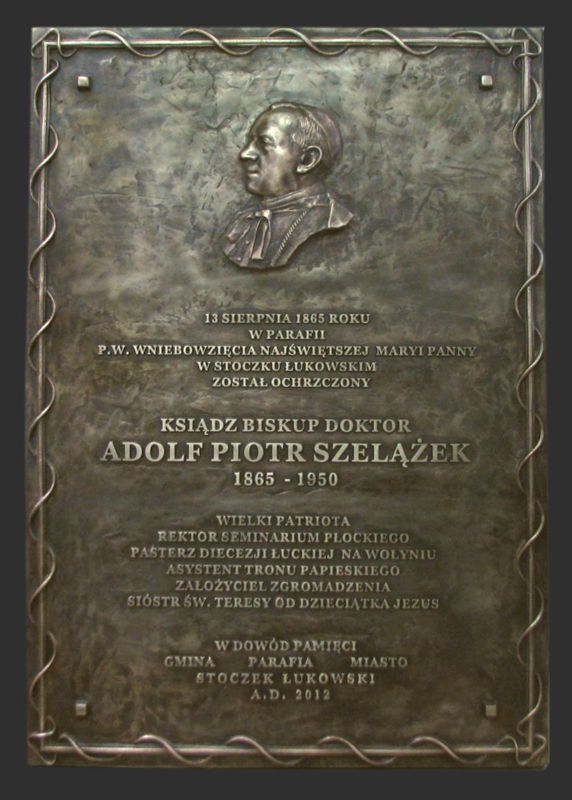 13 SIERPNIA 1865 ROKU
W PARAFII
P.W. WNIEBOWZIĘCIA NAJŚWIĘTSZEJ MARYI PANNY
W STOCZKU ŁUKOWSKIM
ZOSTAŁ OCHRZCZONY
KSIĄDZ BISKUP DOKTOR
ADOLF PIOTR SZELĄŻEK
1865 - 1950
WIELKI PATRIOTA
REKTOR SEMINARIUM PŁOCKIEGO
PASTERZ DIECEZJI ŁUCKIEJ NA WOŁYNIU
ASYSTENT TRONU PAPIESKIEGO
ZAŁOŻYCIEL ZGROMADZENIA
SIÓSTR ŚW. TERESY OD DZIECIĄTKA JEZUS
W DOWÓD PAMIĘCI
GMINA PARAFIA MIASTO
STOCZEK ŁUKOWSKI
A.D. 2012